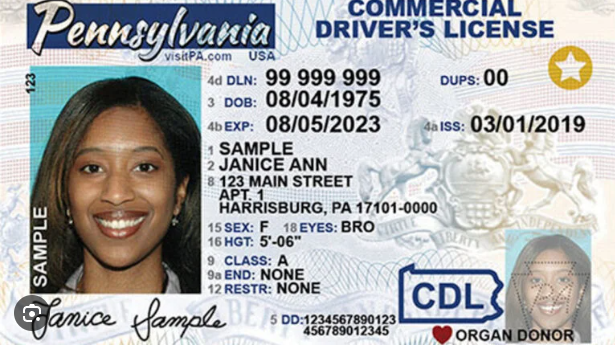 Pennsylvania
visitPA.com USA
COMMERCIAL
DRIVER'S LICENSE
123
SAMPLE
4d DLN: 99 999 999 DUPS: 00
3 DOB: 08/04/1975
4b EXP: 08/05/2023 4a ISS: 03/01/2019
1 SAMPLE
2 JANICE ANN
8 123 MAIN STREET
APT. 1
HARRISBURG, PA 17101-0000
15 SEX: F 18 EYES: BRO
16 HGT: 5'-06"
9 CLASS: A
9a END: NONE
12 RESTR: NONE
Janice Sample
5 DD: 1234567890123
456789012345
CDL
ORGAN DONOR